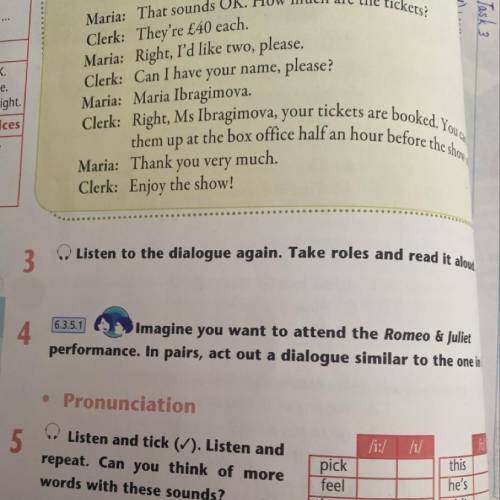 Maria: That sounds OK. How much are the tickets?
Clerk: They're £40 each.
Maria: Right, I'd like two, please.
Clerk: Can I have your name, please?
Maria: Maria Ibragimova.
Clerk: Right, Ms Ibragimova, your tickets are booked. You can
them up at the box office half an hour before the show
Maria: Thank you very much.
Clerk: Enjoy the show!
3 Listen to the dialogue again. Take roles and read it aloud
4 6.3.5.1 Imagine you want to attend the Romeo & Juliet
performance. In pairs, act out a dialogue similar to the one in
• Pronunciation
5 Listen and tick (✓). Listen and
repeat. Can you think of more
words with these sounds?
/i:/ /ɪ/
pick this
feel he's
...
K.
e.
ight.
ices
Task 3